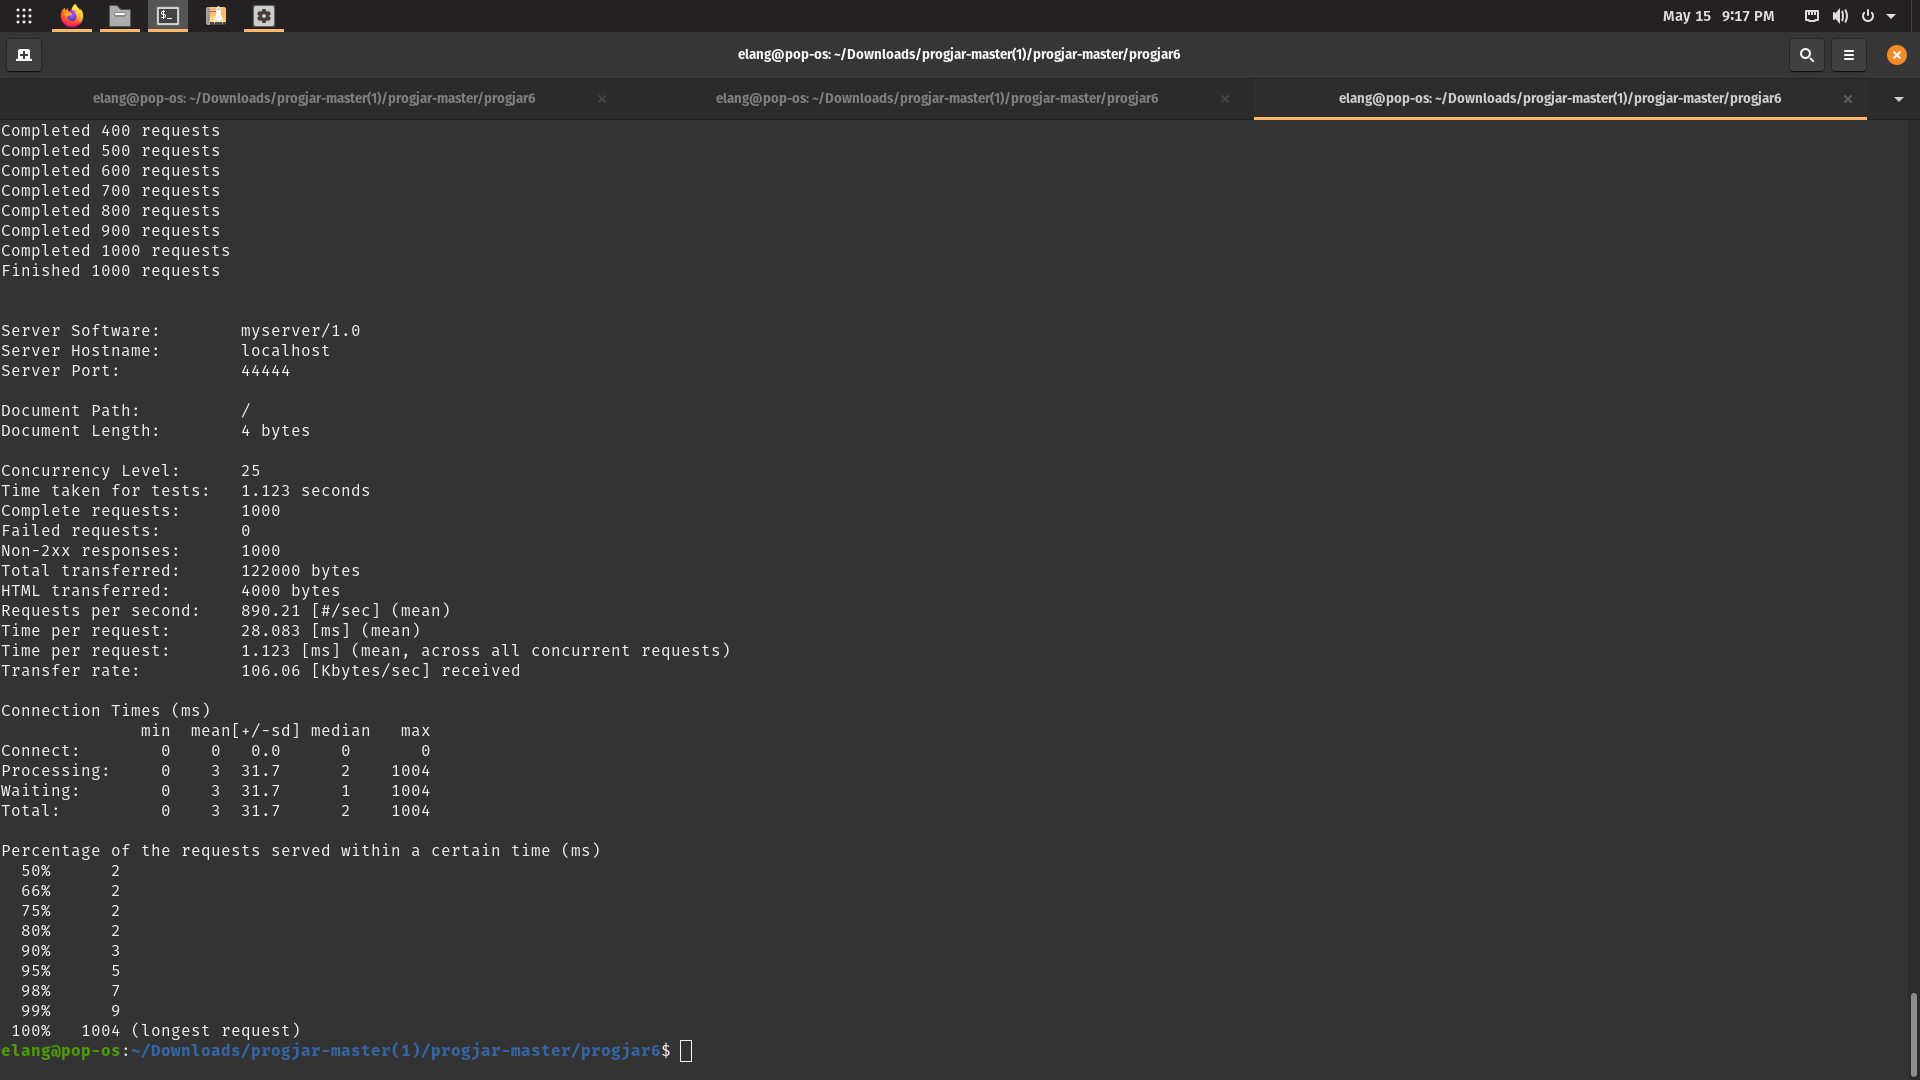 May 15 9:17 PM
elang@pop-os: ~/Downloads/progjar-master(1)/progjar-master/progjar6
elang@pop-os: ~/Downloads/progjar-master(1)/progjar-master/progjar6
elang@pop-os: ~/Downloads/progjar-master(1)/progjar-master/progjar6
elang@pop-os: ~/Downloads/progjar-master(1)/progjar-master/progjar6
Completed 400 requests
Completed 500 requests
Completed 600 requests
Completed 700 requests
Completed 800 requests
Completed 900 requests
Completed 1000 requests
Finished 1000 requests
Server Software:        myserver/1.0
Server Hostname:        localhost
Server Port:            44444
Document Path:          /
Document Length:        4 bytes
Concurrency Level:      25
Time taken for tests:   1.123 seconds
Complete requests:      1000
Failed requests:        0
Non-2xx responses:      1000
Total transferred:      122000 bytes
HTML transferred:       4000 bytes
Requests per second:    890.21 [#/sec] (mean)
Time per request:       28.083 [ms] (mean)
Time per request:       1.123 [ms] (mean, across all concurrent requests)
Transfer rate:          106.06 [Kbytes/sec] received
Connection Times (ms)
              min  mean[+/-sd] median   max
Connect:        0    0   0.0      0       0
Processing:     0    3  31.7      2    1004
Waiting:        0    3  31.7      1    1004
Total:          0    3  31.7      2    1004
Percentage of the requests served within a certain time (ms)
  50%      2
  66%      2
  75%      2
  80%      2
  90%      3
  95%      5
  98%      7
  99%      9
 100%   1004 (longest request)
elang@pop-os:~/Downloads/progjar-master(1)/progjar-master/progjar6$